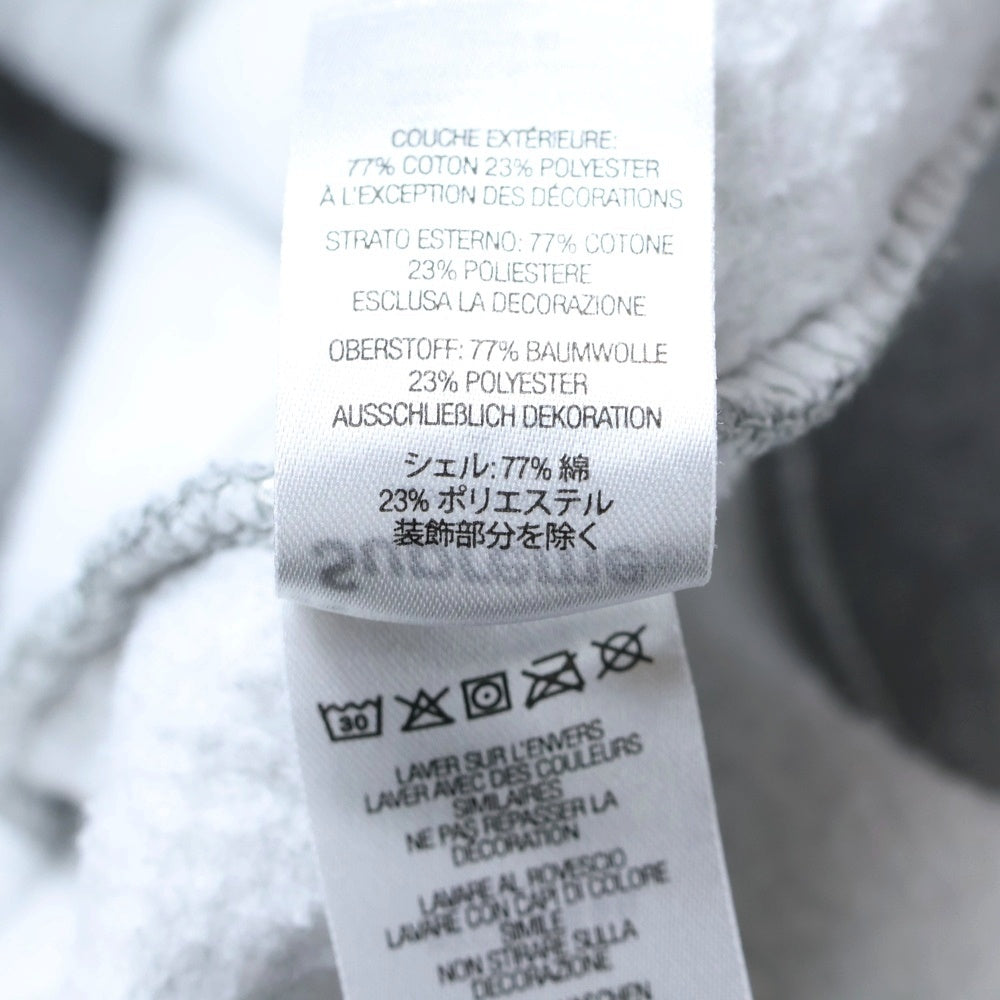 COUCHE EXTÉRIEURE:
77% COTON 23% POLYESTER
À L'EXCEPTION DES DÉCORATIONS
STRATO ESTERNO: 77% COTONE
23% POLIESTERE
ESCLUSA LA DECORAZIONE
OBERSTOFF: 77% BAUMWOLLE
23% POLYESTER
AUSSCHLIEßLICH DEKORATION
シェル: 77% 綿
23% ポリエステル
装飾部分を除く
30
LAVER SUR L'ENVERS
LAVER AVEC DES COULEURS
SIMILAIRES
NE PAS REPASSER LA
DÉCORATION
LAVARE AL ROVESCIO
LAVARE CON CAPI DI COLORE
SIMILE
NON STIRARE SULLA
DECORAZIONE